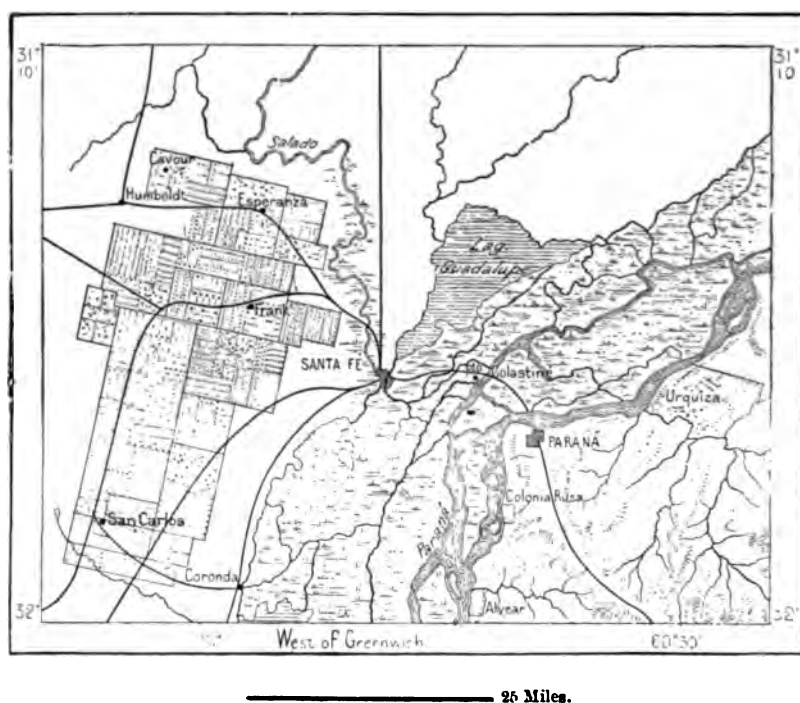 31° 31°
10' 10'
Salado
Cavour
Humboldt
Esperanza
Lag.
Guadalupe
Frank
SANTA FE
Colastine
Urquiza
PARANÁ
Colonia Rusa
Parana
San Carlos
Coronda
Alvear
32° 32°
West of Greenwich 60°30'
25 Miles.